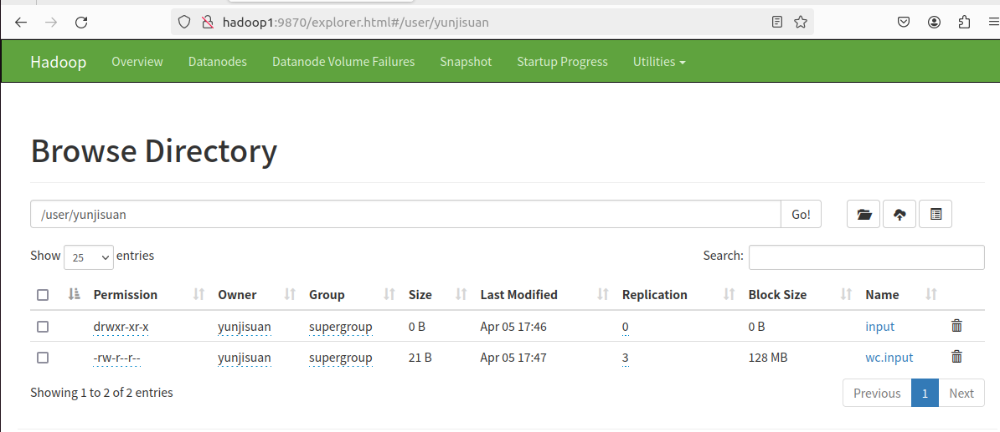 hadoop1:9870/explorer.html#/user/yunjisuan
Hadoop Overview Datanodes Datanode Volume Failures Snapshot Startup Progress Utilities
Browse Directory
/user/yunjisuan Go!
Show 25 entries Search:
Permission Owner Group Size Last Modified Replication Block Size Name
drwxr-xr-x yunjisuan supergroup 0 B Apr 05 17:46 0 0 B input
-rw-r--r-- yunjisuan supergroup 21 B Apr 05 17:47 3 128 MB wc.input
Showing 1 to 2 of 2 entries Previous 1 Next